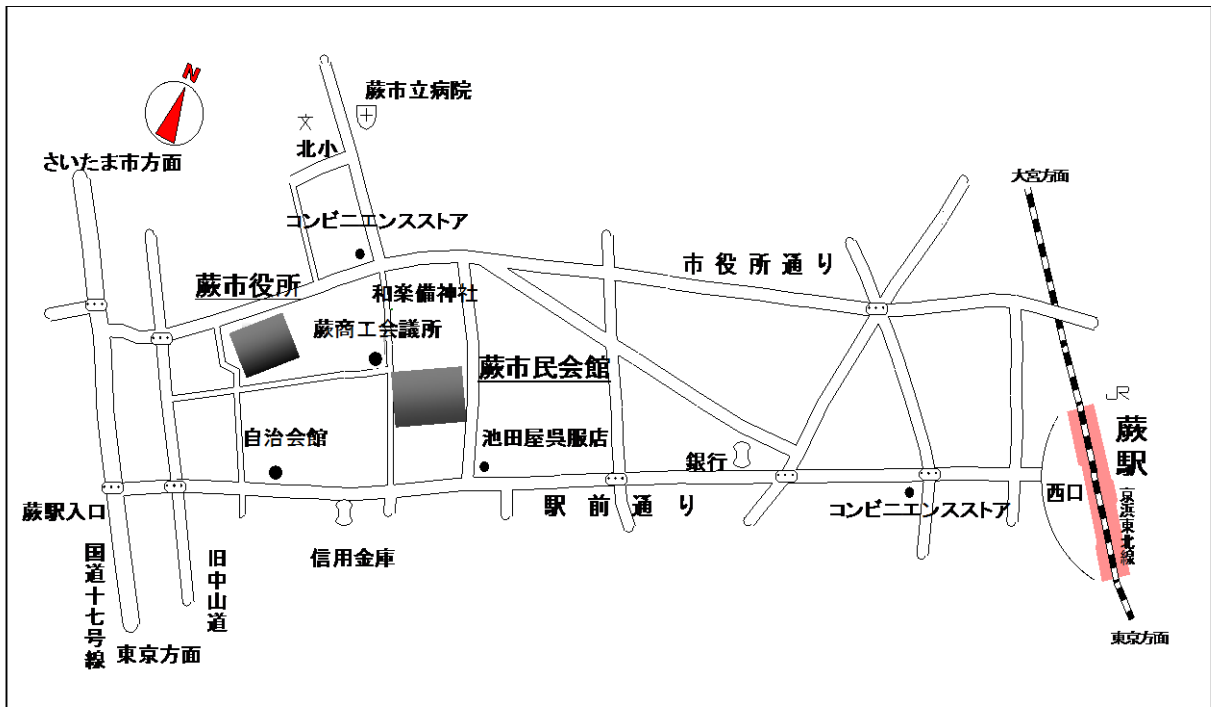 N
蕨市立病院
文
北小
さいたま市方面
大宮方面
コンビニエンスストア
市役所通り
蕨市役所
和楽備神社
蕨商工会議所
蕨市民会館
JR
蕨駅
自治会館
池田屋呉服店
銀行
西口
京浜東北線
蕨駅入口
駅前通り
コンビニエンスストア
国道十七号線
旧中山道
信用金庫
東京方面
東京方面